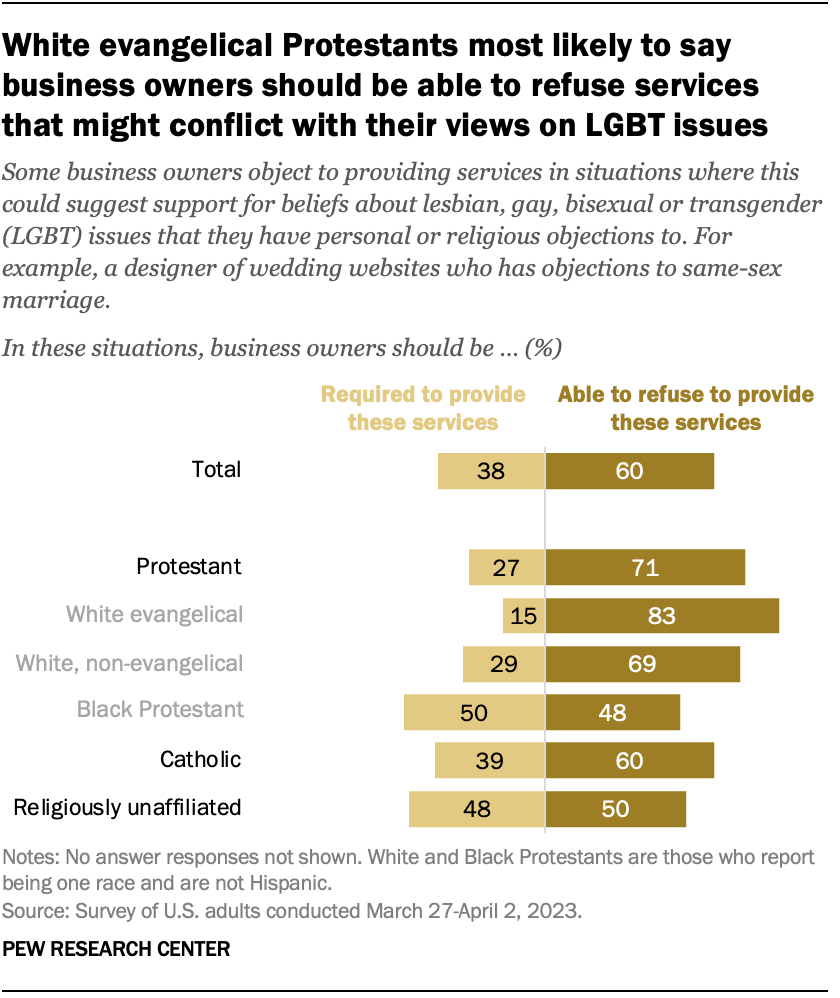 White evangelical Protestants most likely to say
business owners should be able to refuse services
that might conflict with their views on LGBT issues
Some business owners object to providing services in situations where this
could suggest support for beliefs about lesbian, gay, bisexual or transgender
(LGBT) issues that they have personal or religious objections to. For
example, a designer of wedding websites who has objections to same-sex
marriage.
In these situations, business owners should be ... (%)
Required to provide
these services
Able to refuse to provide
these services
Total 38 60
Protestant 27 71
White evangelical 15 83
White, non-evangelical 29 69
Black Protestant 50 48
Catholic 39 60
Religiously unaffiliated 48 50
Notes: No answer responses not shown. White and Black Protestants are those who report
being one race and are not Hispanic.
Source: Survey of U.S. adults conducted March 27-April 2, 2023.
PEW RESEARCH CENTER